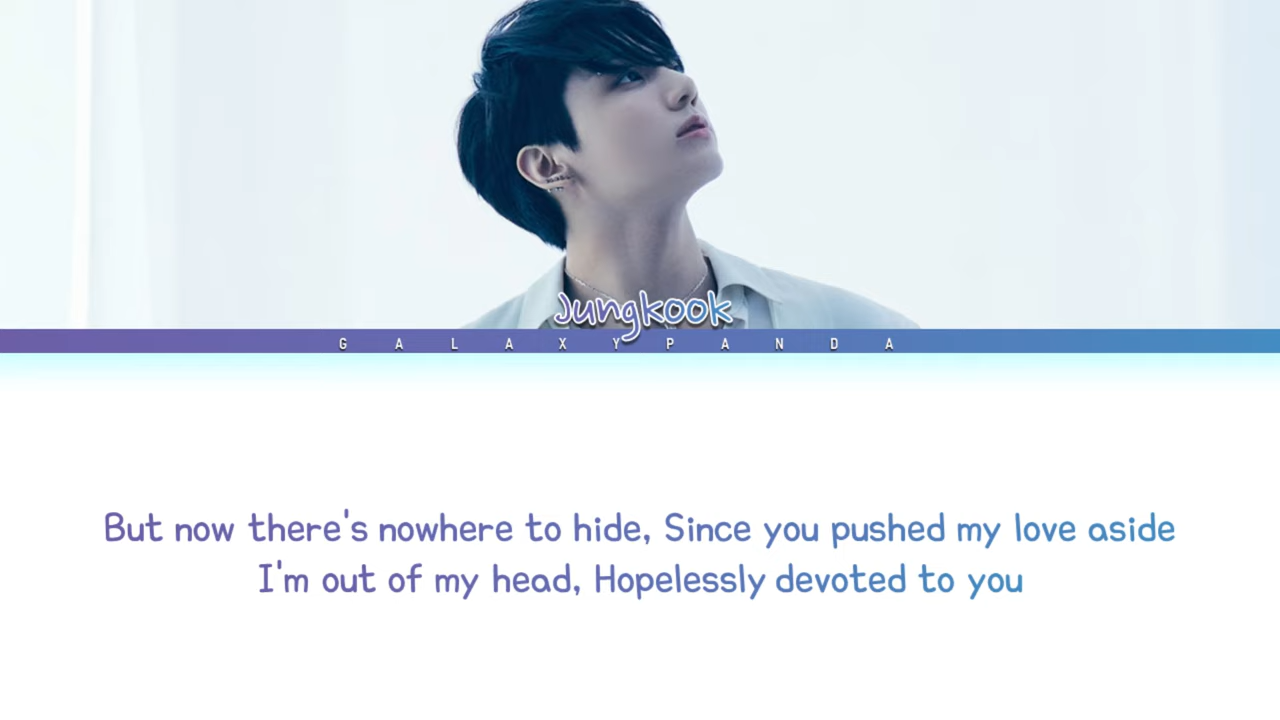 Jungkook
GALAXYPANDA
But now there's nowhere to hide, Since you pushed my love aside
I'm out of my head, Hopelessly devoted to you